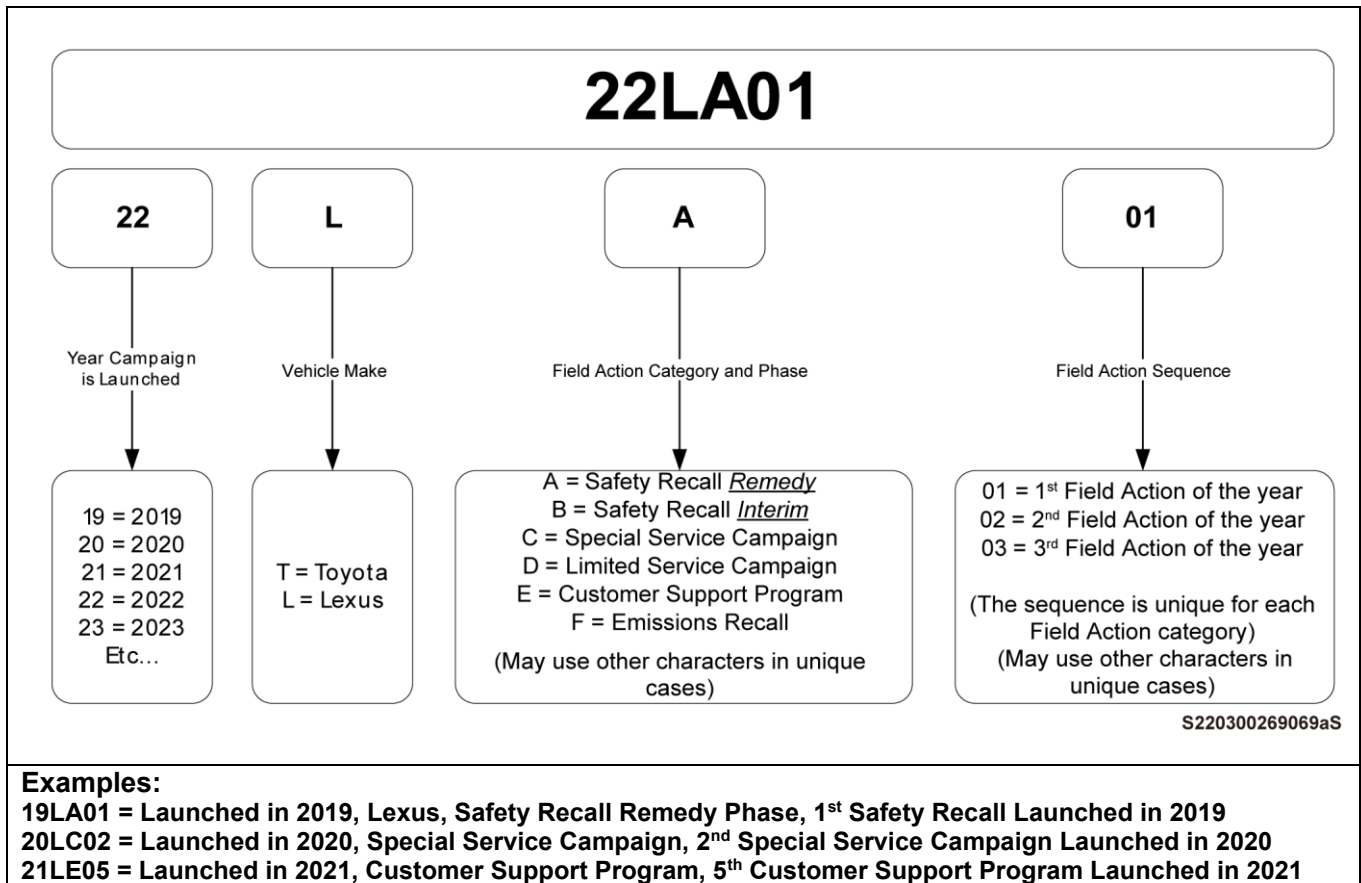 22LA01
22
L
A
01
Year Campaign
is Launched
Vehicle Make
Field Action Category and Phase
Field Action Sequence
19 = 2019
20 = 2020
21 = 2021
22 = 2022
23 = 2023
Etc...
T = Toyota
L = Lexus
A = Safety Recall Remedy
B = Safety Recall Interim
C = Special Service Campaign
D = Limited Service Campaign
E = Customer Support Program
F = Emissions Recall
(May use other characters in unique
cases)
01 = 1st Field Action of the year
02 = 2nd Field Action of the year
03 = 3rd Field Action of the year
(The sequence is unique for each
Field Action category)
(May use other characters in
unique cases)
S220300269069aS
Examples:
19LA01 = Launched in 2019, Lexus, Safety Recall Remedy Phase, 1st Safety Recall Launched in 2019
20LC02 = Launched in 2020, Special Service Campaign, 2nd Special Service Campaign Launched in 2020
21LE05 = Launched in 2021, Customer Support Program, 5th Customer Support Program Launched in 2021